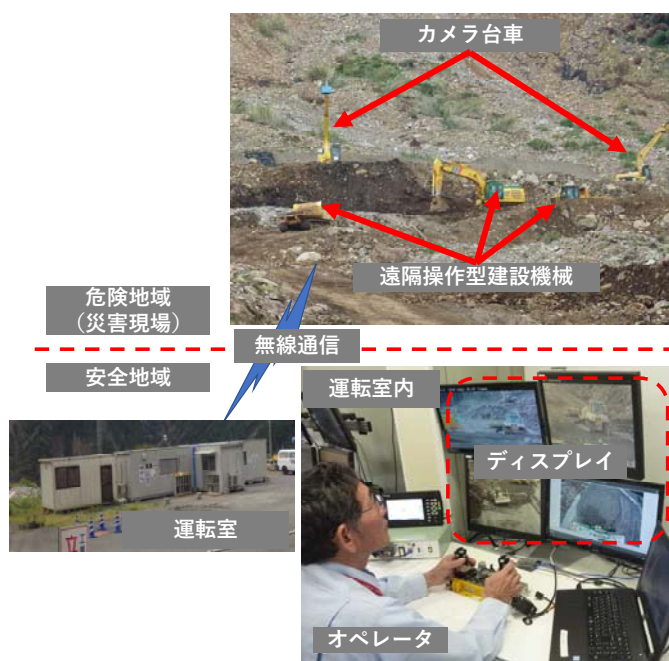 カメラ台車
遠隔操作型建設機械
危険地域
（災害現場）
無線通信
安全地域
運転室内
ディスプレイ
運転室
オペレータ